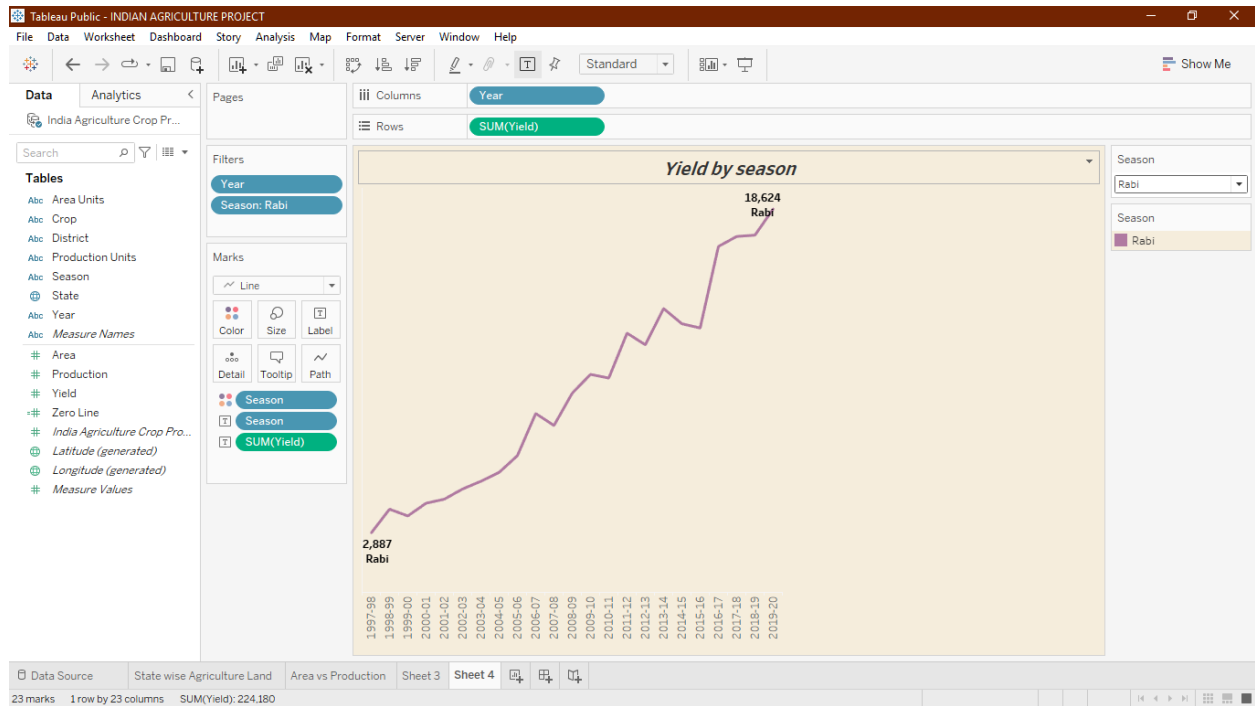 Tableau Public - INDIAN AGRICULTURE PROJECT
File Data Worksheet Dashboard Story Analysis Map Format Server Window Help
Standard
Show Me
Data
Analytics
India Agriculture Crop Pr...
Search
Tables
Abc Area Units
Abc Crop
Abc District
Abc Production Units
Abc Season
State
Abc Year
Abc Measure Names
# Area
# Production
# Yield
=# Zero Line
# India Agriculture Crop Pro...
Latitude (generated)
Longitude (generated)
# Measure Values
Pages
Filters
Year
Season: Rabi
Marks
Line
Color Size Label
Detail Tooltip Path
Season
Season
SUM(Yield)
Columns
Year
Rows
SUM(Yield)
Yield by season
18,624
Rabi
2,887
Rabi
1997-98
1998-99
1999-00
2000-01
2001-02
2002-03
2003-04
2004-05
2005-06
2006-07
2007-08
2008-09
2009-10
2010-11
2011-12
2012-13
2013-14
2014-15
2015-16
2016-17
2017-18
2018-19
2019-20
Season
Rabi
Season
Rabi
Data Source
State wise Agriculture Land
Area vs Production
Sheet 3
Sheet 4
23 marks 1 row by 23 columns SUM(Yield): 224,180